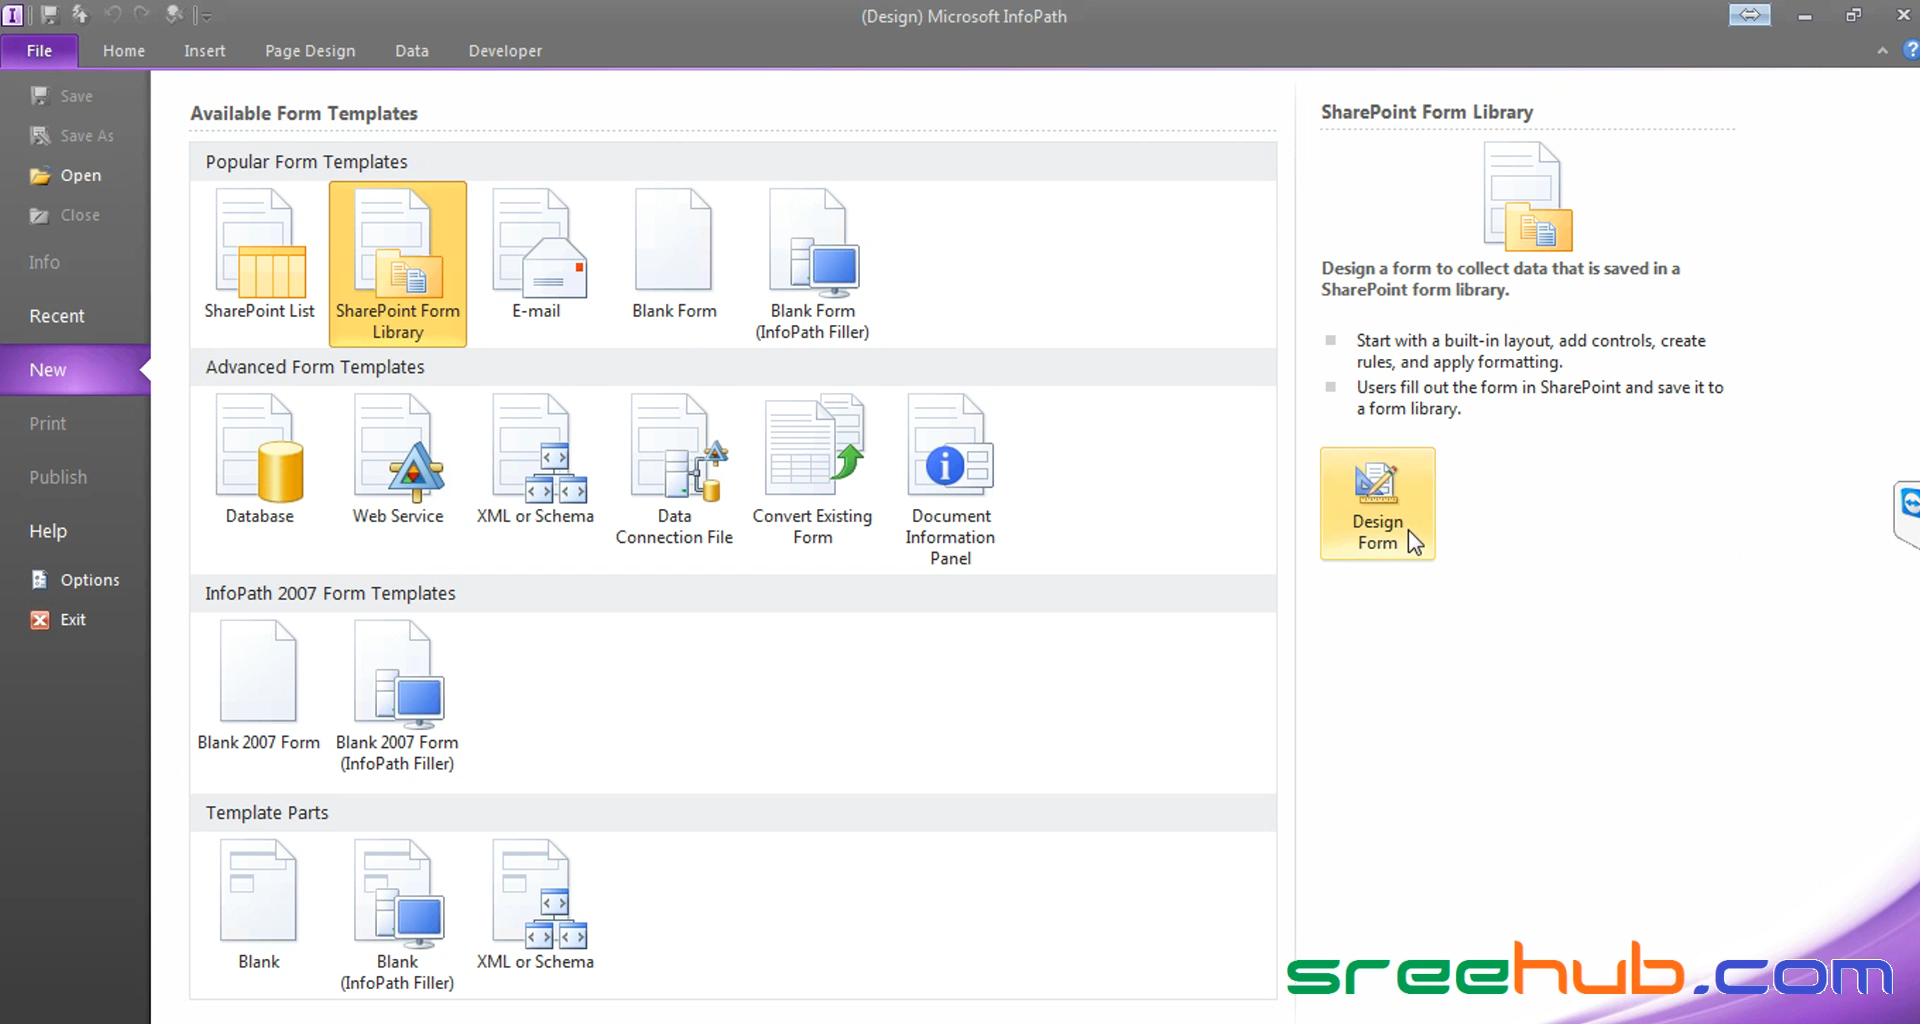 (Design) Microsoft InfoPath
File Home Insert Page Design Data Developer
Save
Save As
Open
Close
Info
Recent
New
Print
Publish
Help
Options
Exit
Available Form Templates
Popular Form Templates
SharePoint List
SharePoint Form
Library
E-mail
Blank Form
Blank Form
(InfoPath Filler)
Advanced Form Templates
Database
Web Service
XML or Schema
Data
Connection File
Convert Existing
Form
Document
Information
Panel
InfoPath 2007 Form Templates
Blank 2007 Form
Blank 2007 Form
(InfoPath Filler)
Template Parts
Blank
Blank
(InfoPath Filler)
XML or Schema
SharePoint Form Library
Design a form to collect data that is saved in a
SharePoint form library.
Start with a built-in layout, add controls, create
rules, and apply formatting.
Users fill out the form in SharePoint and save it to
a form library.
Design
Form
sreehub.com